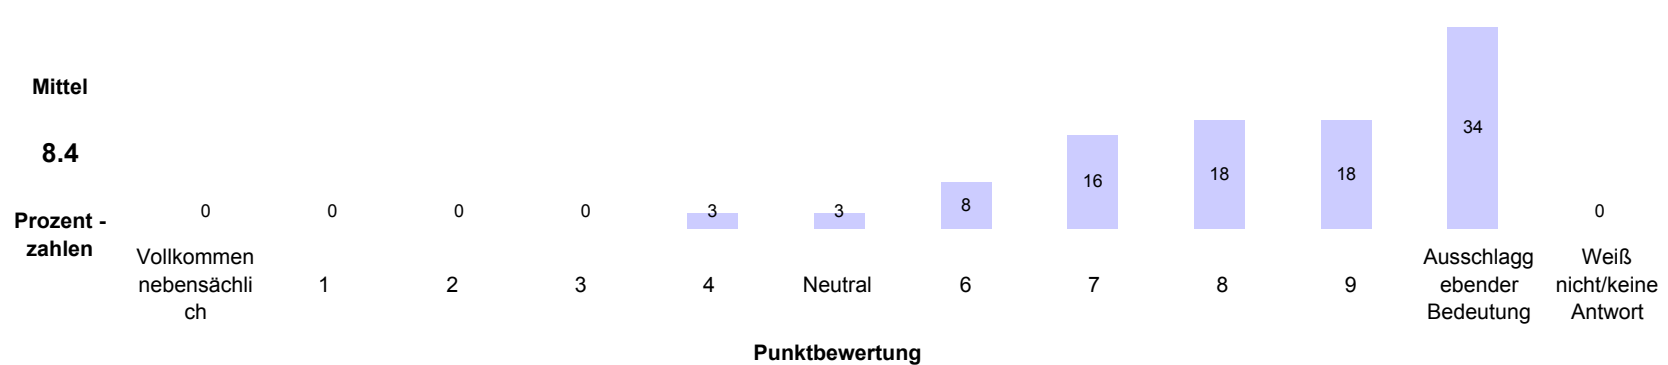 Mittel
8.4
Prozent -
zahlen
0 0 0 0 3 3 8 16 18 18 34 0
Vollkommen
nebensächli
ch
1
2
3
4
Neutral
6
7
8
9
Ausschlagg
ebender
Bedeutung
Weiß
nicht/keine
Antwort
Punktbewertung